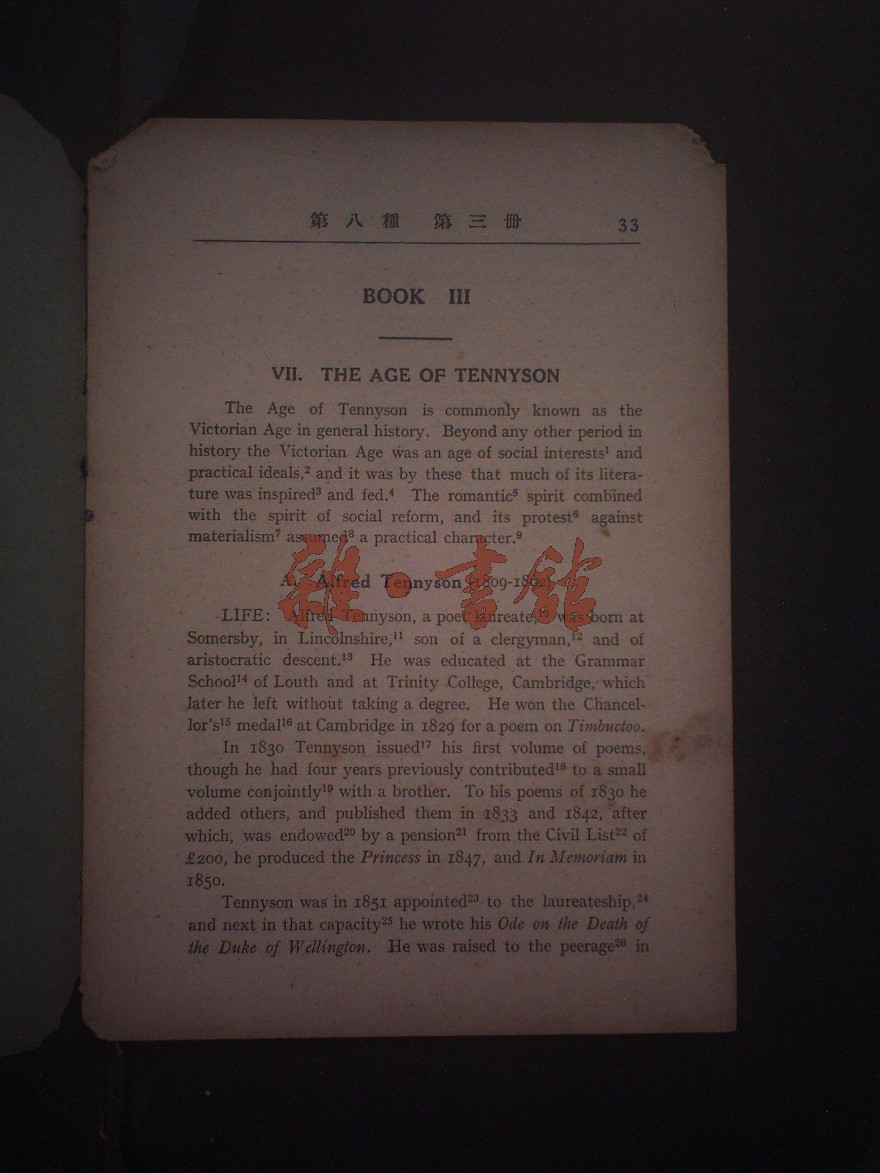 第八種 第三冊 33
BOOK III
VII. THE AGE OF TENNYSON
The Age of Tennyson is commonly known as the
Victorian Age in general history. Beyond any other period in
history the Victorian Age was an age of social interests¹ and
practical ideals,² and it was by these that much of its litera-
ture was inspired³ and fed.⁴ The romantic⁵ spirit combined
with the spirit of social reform, and its protest⁶ against
materialism⁷ assumed⁸ a practical character.⁹
A. Alfred Tennyson (1809-1892)
雜·書館
LIFE: Alfred Tennyson, a poet laureate,¹⁰ was born at
Somersby, in Lincolnshire,¹¹ son of a clergyman,¹² and of
aristocratic descent.¹³ He was educated at the Grammar
School¹⁴ of Louth and at Trinity College, Cambridge, which
later he left without taking a degree. He won the Chancel-
lor's¹⁵ medal¹⁶ at Cambridge in 1829 for a poem on Timbuctoo.
In 1830 Tennyson issued¹⁷ his first volume of poems,
though he had four years previously contributed¹⁸ to a small
volume conjointly¹⁹ with a brother. To his poems of 1830 he
added others, and published them in 1833 and 1842, after
which, was endowed²⁰ by a pension²¹ from the Civil List²² of
£200, he produced the Princess in 1847, and In Memoriam in
1850.
Tennyson was in 1851 appointed²³ to the laureateship,²⁴
and next in that capacity²⁵ he wrote his Ode on the Death of
the Duke of Wellington. He was raised to the peerage²⁶ in